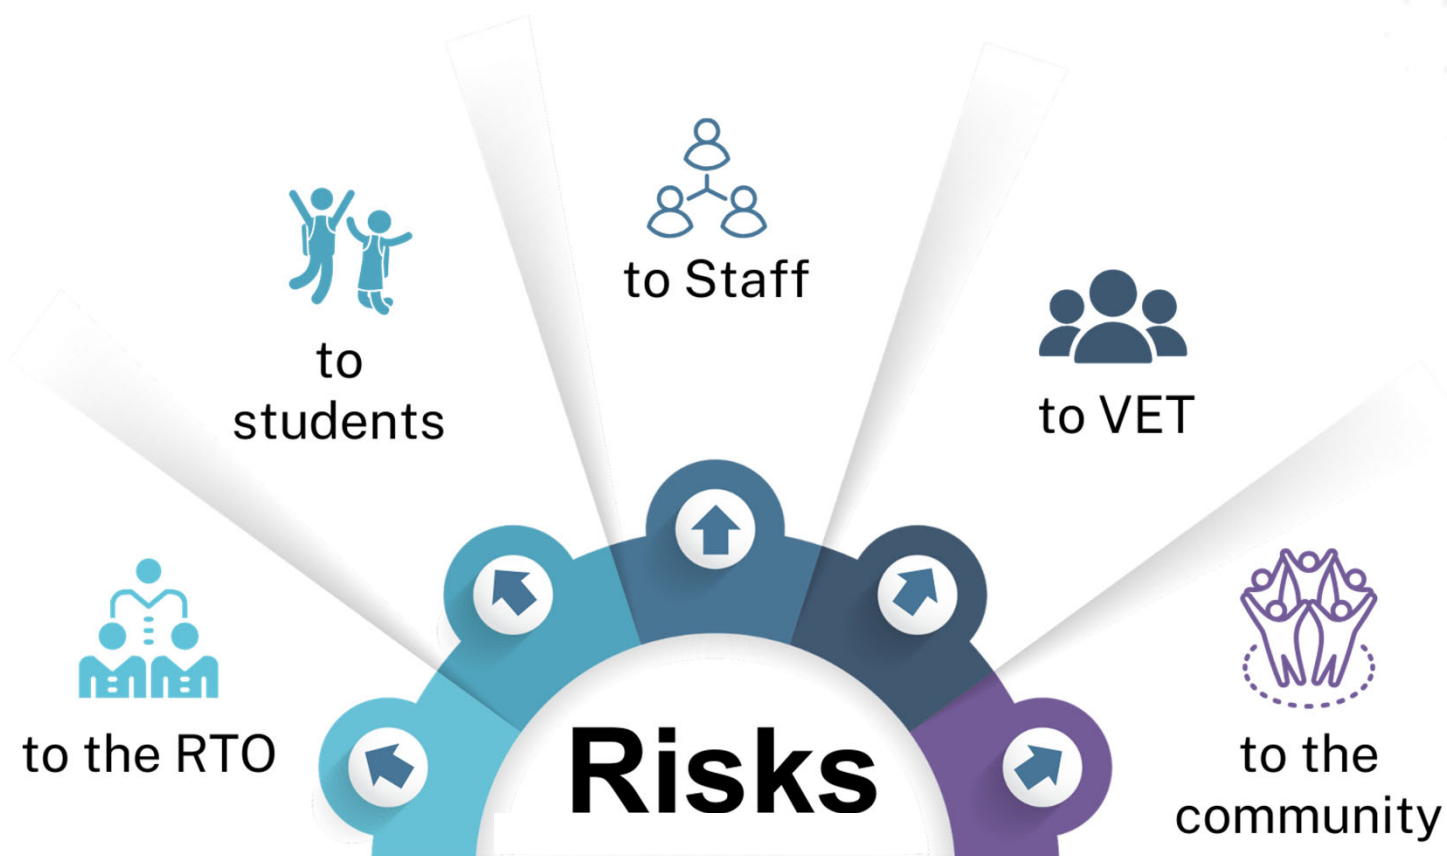 to the RTO
to
students
to Staff
to VET
to the
community
Risks